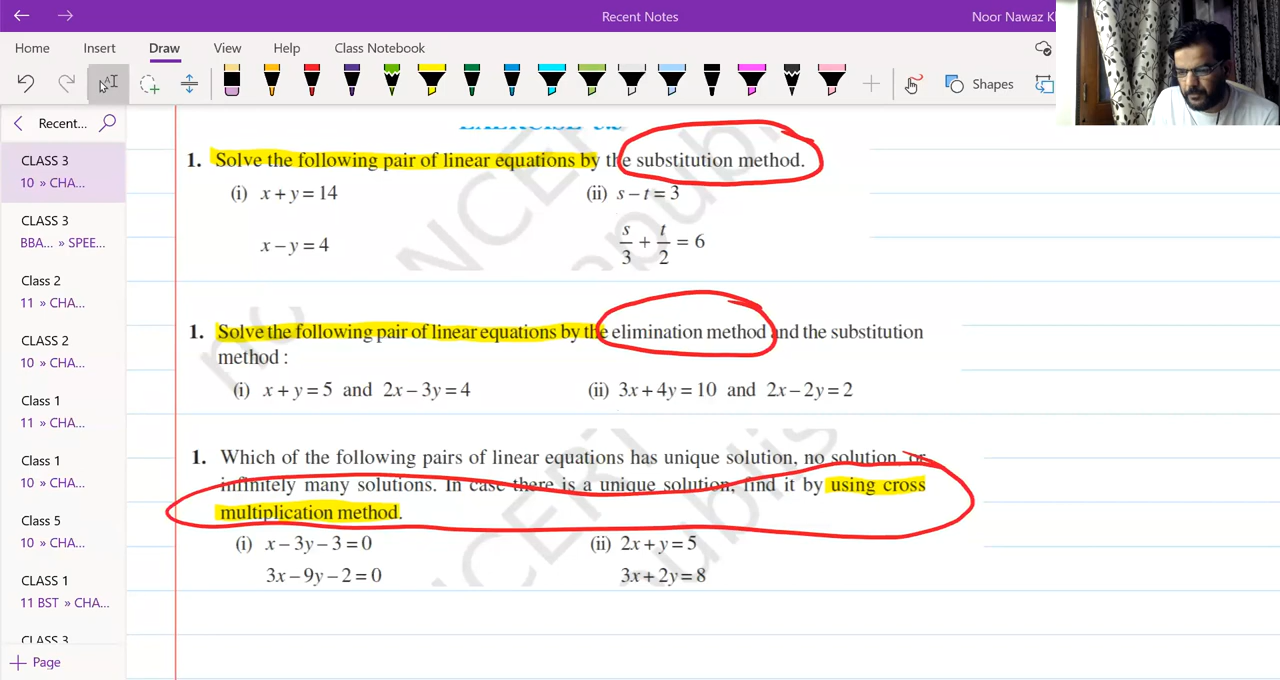 Recent Notes
Noor Nawaz Kh
Home Insert Draw View Help Class Notebook
Shapes
Recent...
CLASS 3
10 » CHA...
CLASS 3
BBA... » SPEE...
Class 2
11 » CHA...
CLASS 2
10 » CHA...
Class 1
11 » CHA...
Class 1
10 » CHA...
Class 5
10 » CHA...
CLASS 1
11 BST » CHA...
CLASS 3
Page
1. Solve the following pair of linear equations by the substitution method.
(i) x + y = 14 (ii) s – t = 3
x – y = 4 s/3 + t/2 = 6
1. Solve the following pair of linear equations by the elimination method and the substitution
method :
(i) x + y = 5 and 2x – 3y = 4 (ii) 3x + 4y = 10 and 2x – 2y = 2
1. Which of the following pairs of linear equations has unique solution, no solution, or
infinitely many solutions. In case there is a unique solution, find it by using cross
multiplication method.
(i) x – 3y – 3 = 0 (ii) 2x + y = 5
3x – 9y – 2 = 0 3x + 2y = 8